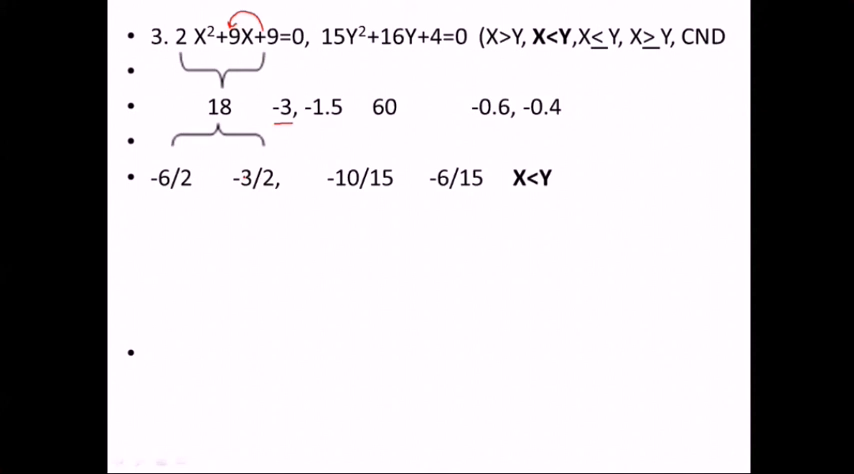 • 3. 2 X²+9X+9=0, 15Y²+16Y+4=0 (X>Y, X<Y,X≤ Y, X≥ Y, CND
•
• 18 -3, -1.5 60 -0.6, -0.4
•
• -6/2 -3/2, -10/15 -6/15 X<Y
•